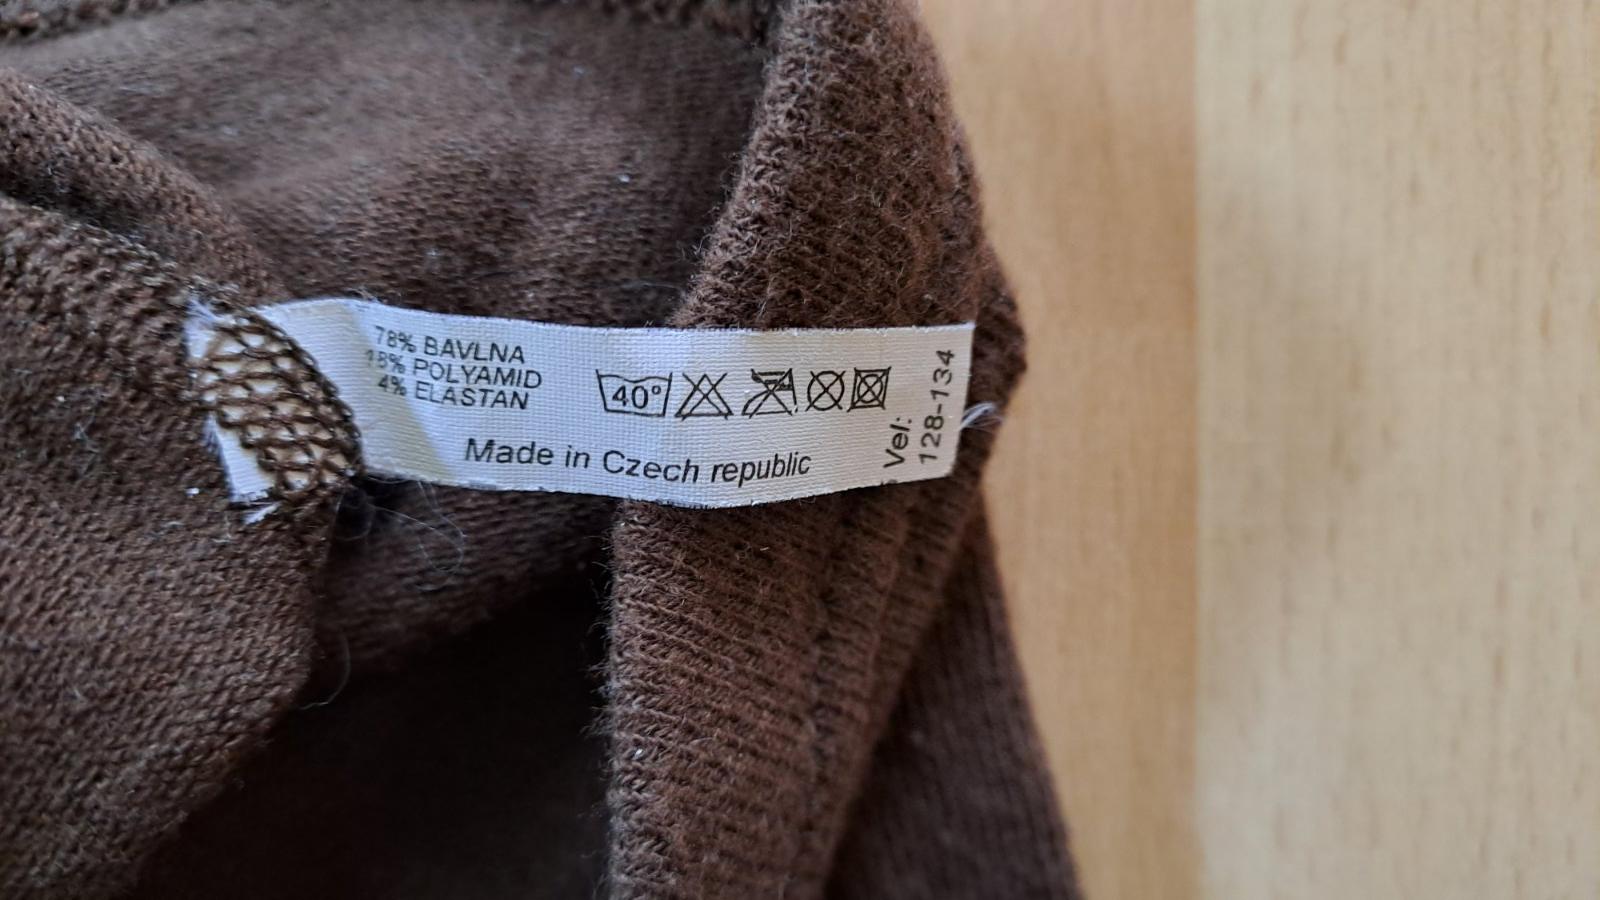 78% BAVLNA
18% POLYAMID
4% ELASTAN
40°
Made in Czech republic
Vel:
128-134